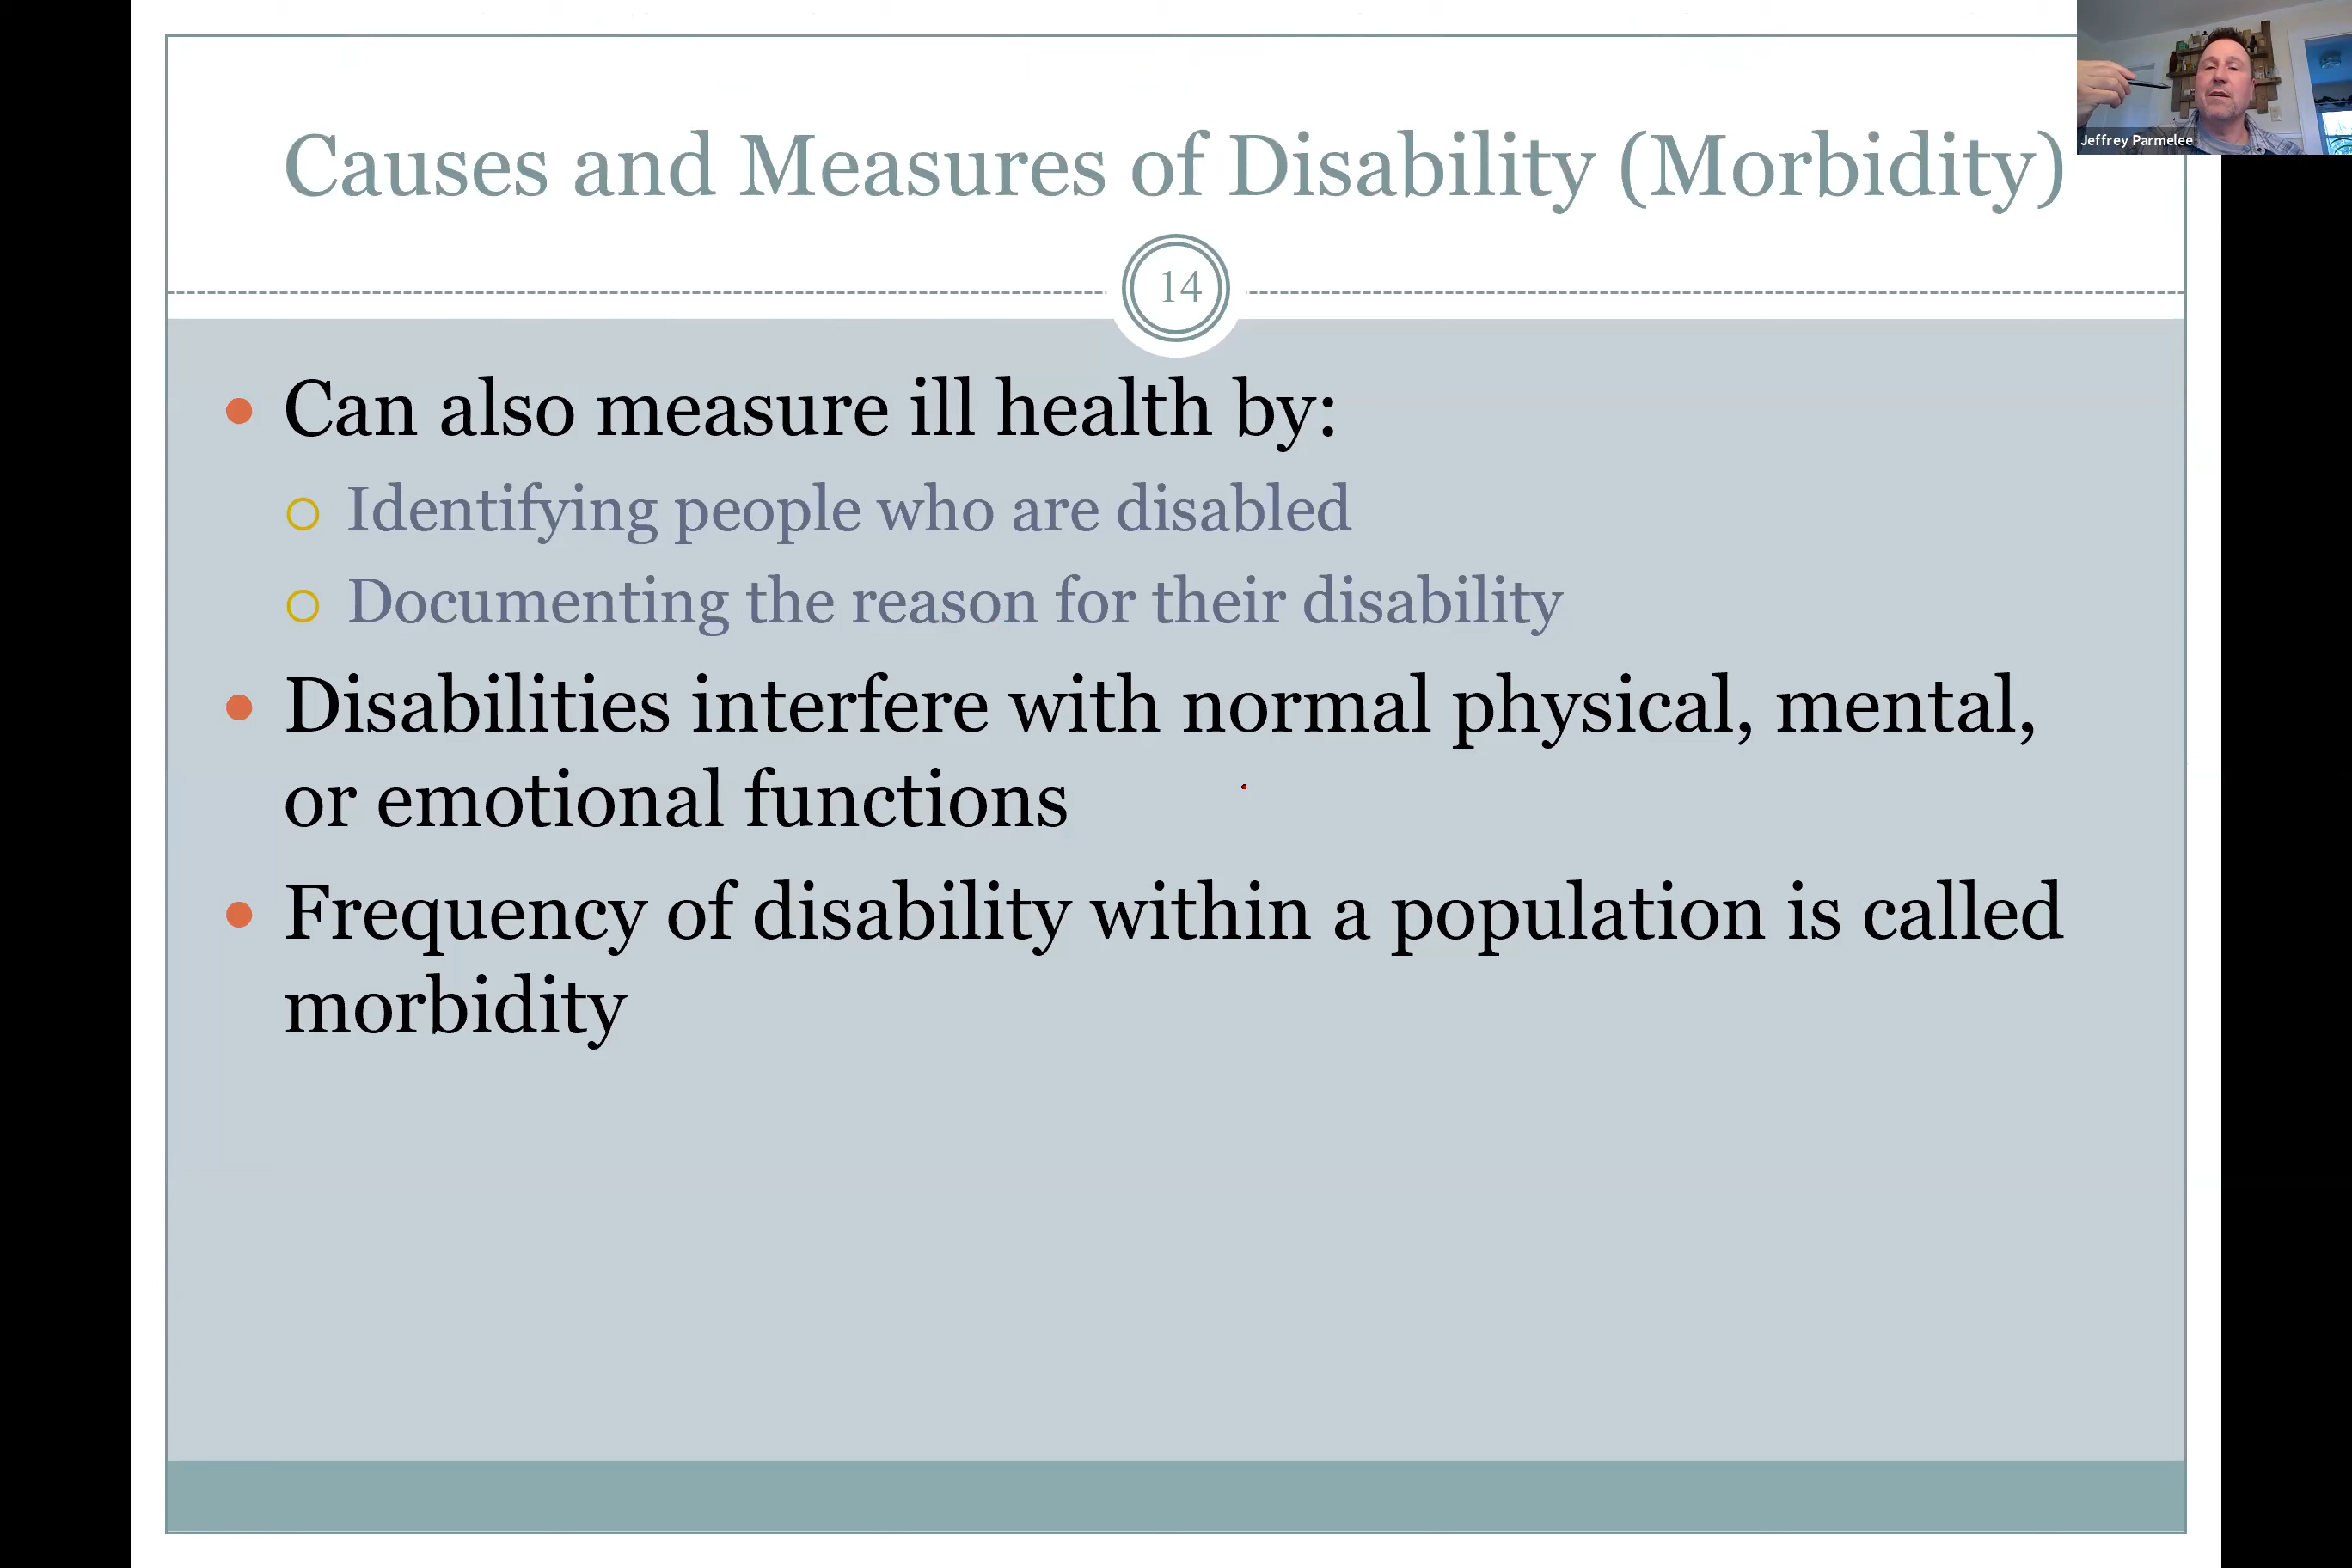 Causes and Measures of Disability (Morbidity)
Jeffrey Parmelee
14
Can also measure ill health by:
Identifying people who are disabled
Documenting the reason for their disability
Disabilities interfere with normal physical, mental,
or emotional functions
Frequency of disability within a population is called
morbidity